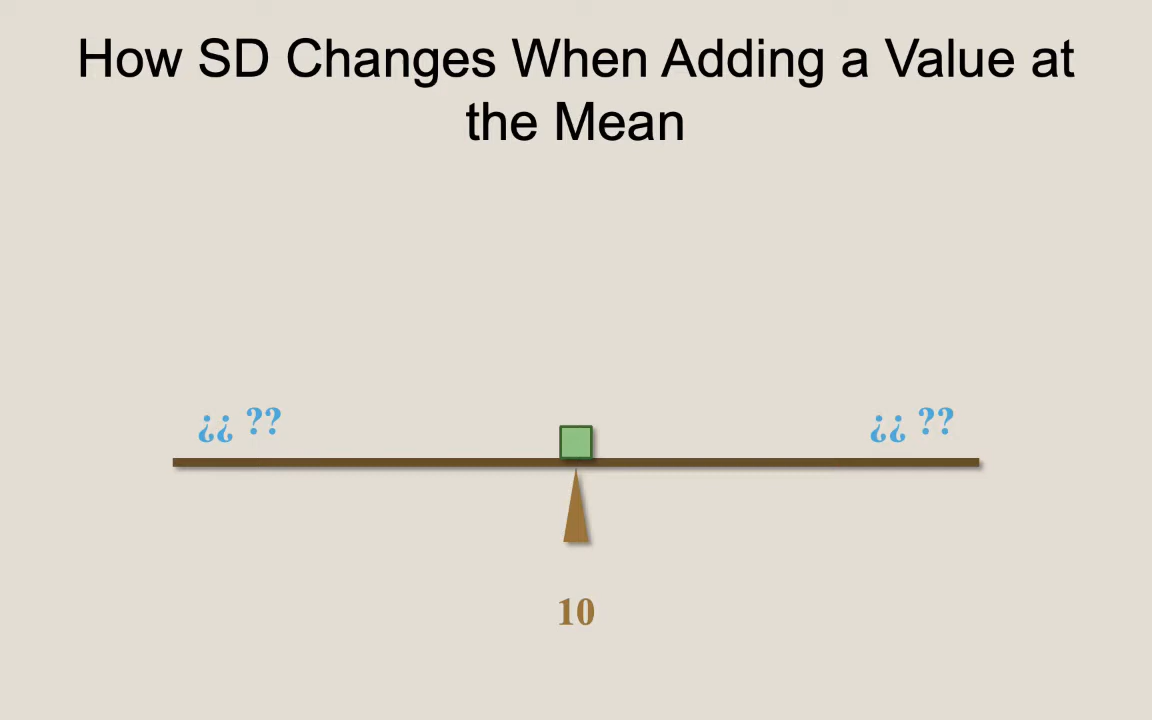 How SD Changes When Adding a Value at
the Mean
¿¿ ?? ¿¿ ??
10